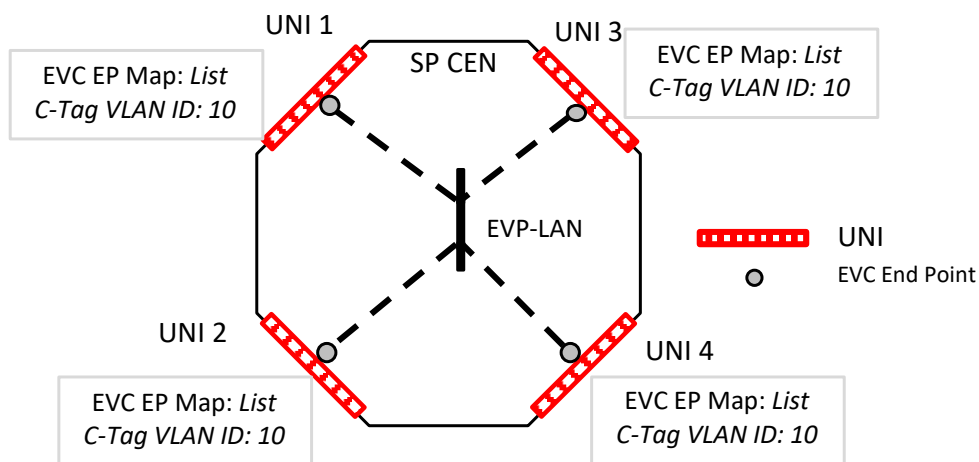 UNI 1
UNI 3
EVC EP Map: List
C-Tag VLAN ID: 10
SP CEN
EVC EP Map: List
C-Tag VLAN ID: 10
EVP-LAN
UNI
EVC End Point
UNI 2
UNI 4
EVC EP Map: List
C-Tag VLAN ID: 10
EVC EP Map: List
C-Tag VLAN ID: 10